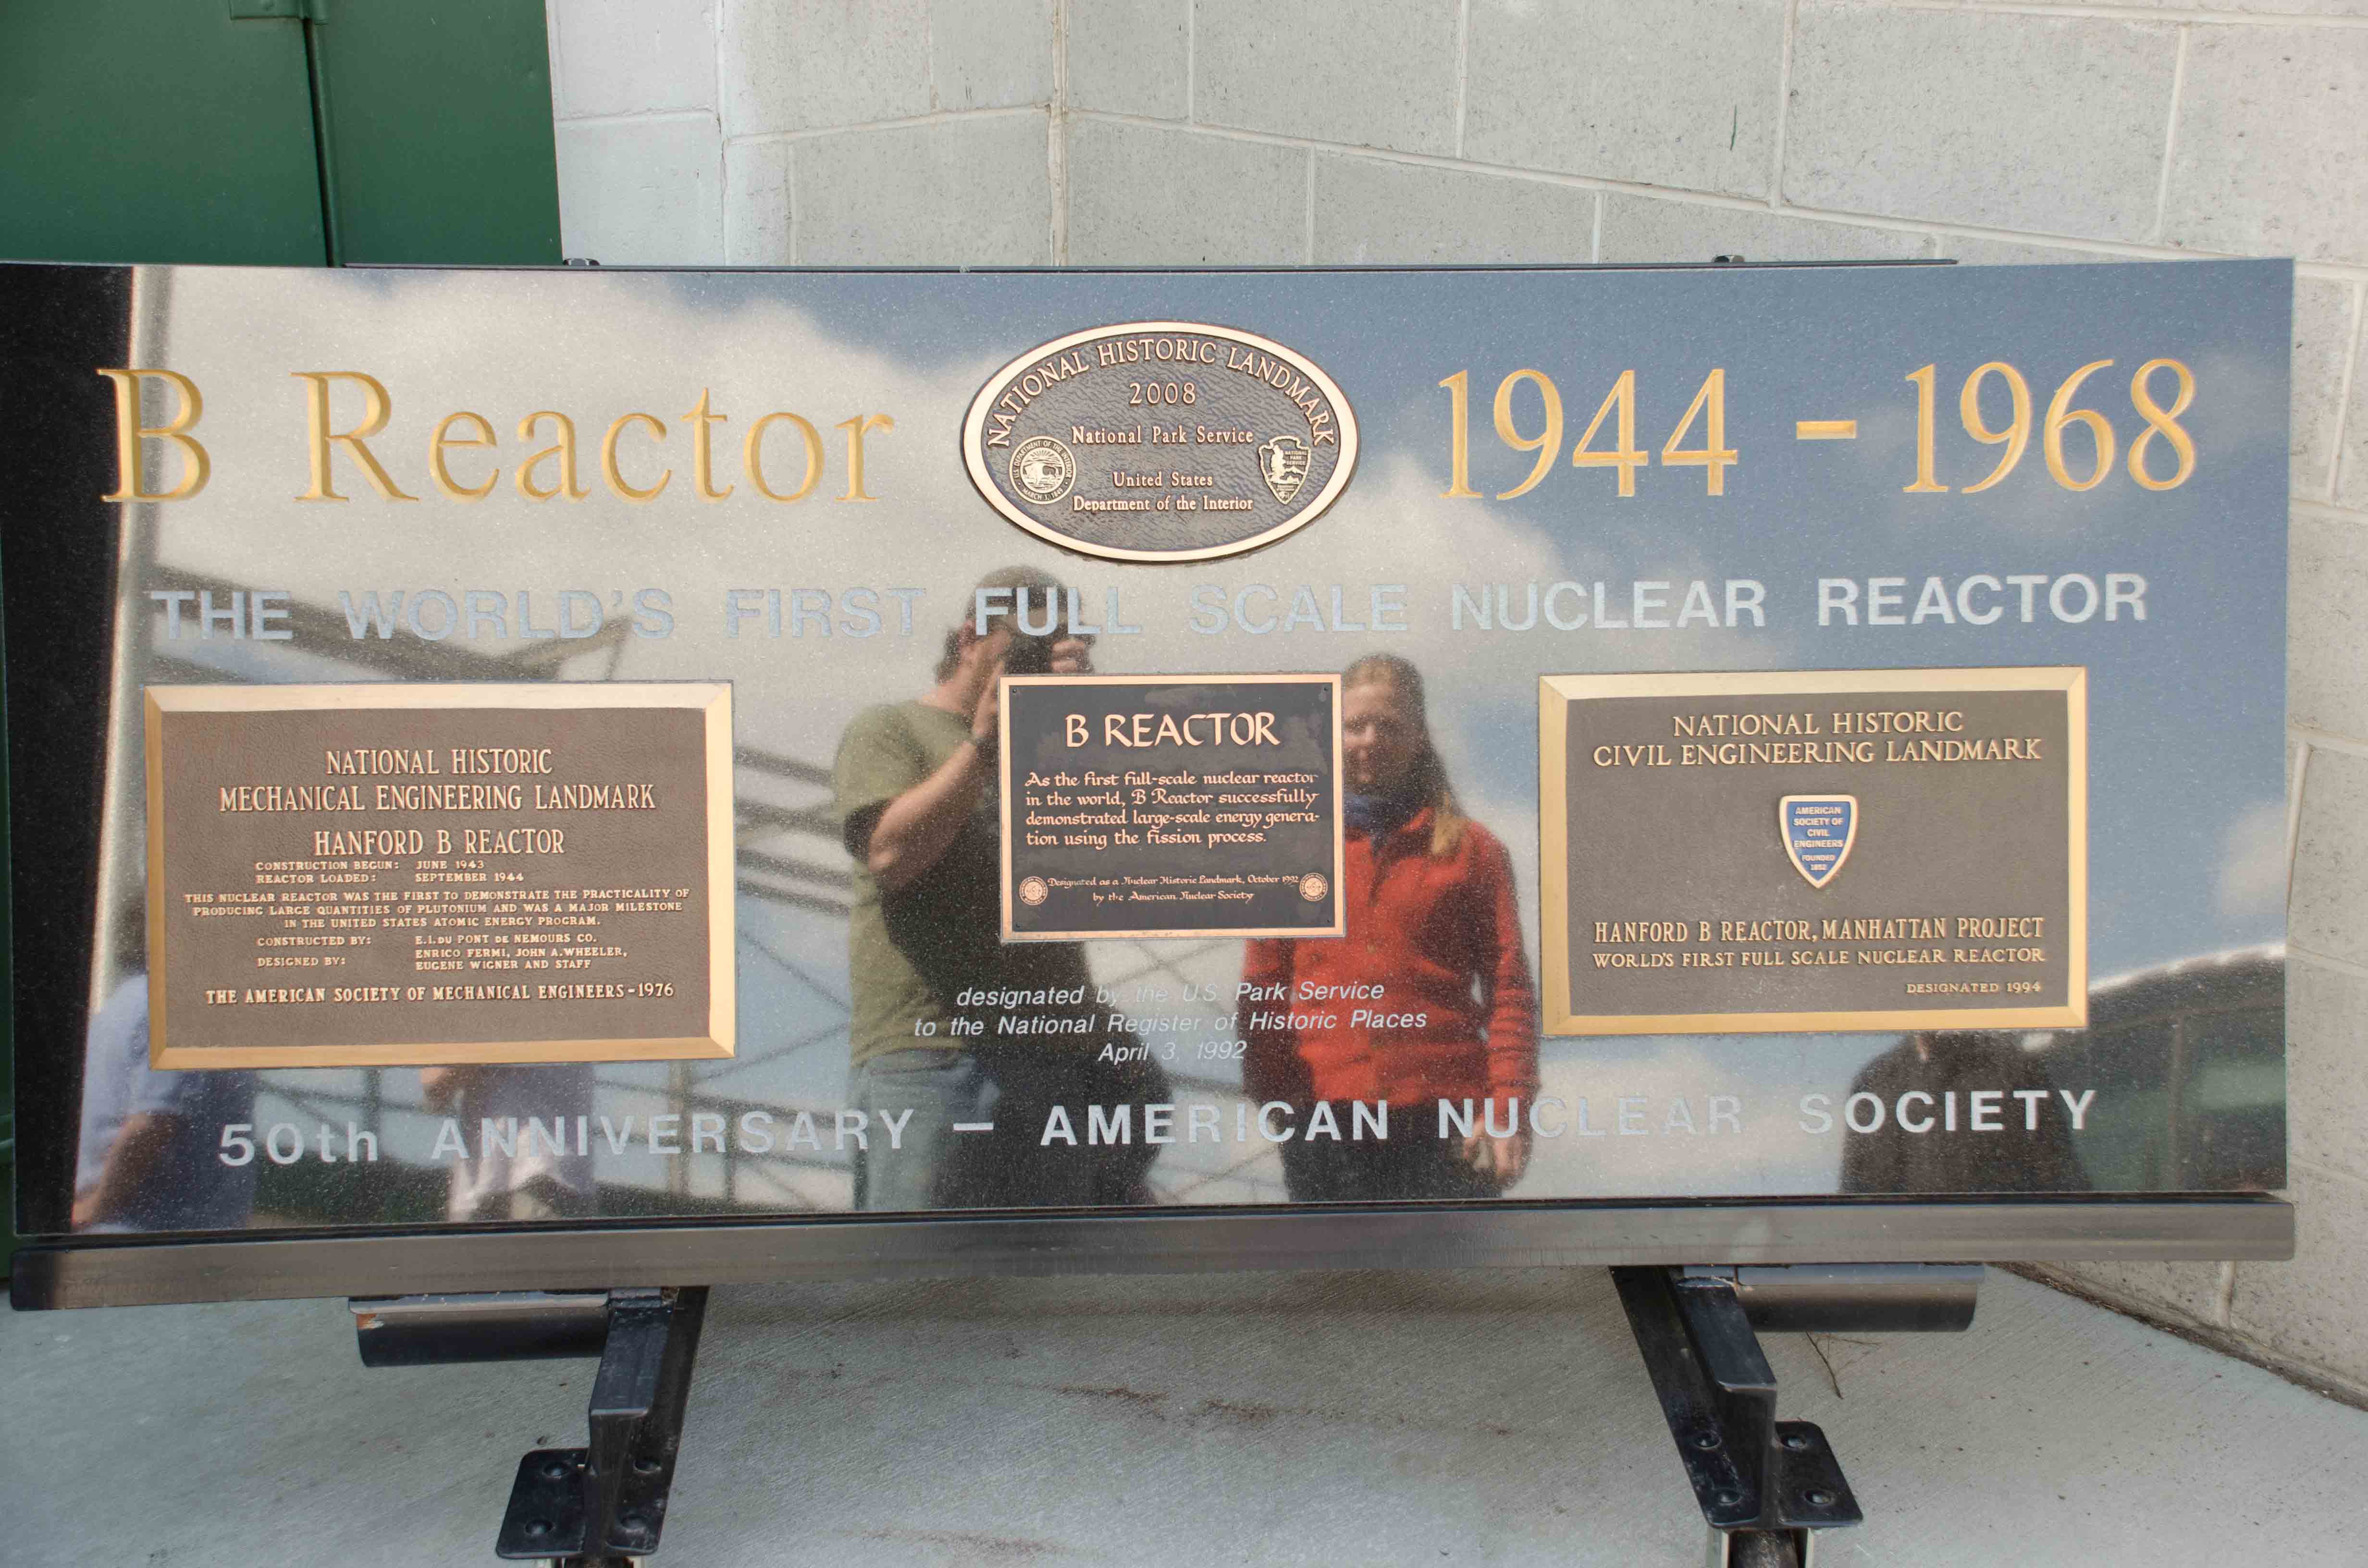 B Reactor
NATIONAL HISTORIC LANDMARK
2008
National Park Service
United States
Department of the Interior
MARCH 3, 1849
NATIONAL
PARK
SERVICE
1944 - 1968
THE WORLD'S FIRST FULL SCALE NUCLEAR REACTOR
NATIONAL HISTORIC
MECHANICAL ENGINEERING LANDMARK
HANFORD B REACTOR
CONSTRUCTION BEGUN: JUNE 1943
REACTOR LOADED: SEPTEMBER 1944
THIS NUCLEAR REACTOR WAS THE FIRST TO DEMONSTRATE THE PRACTICALITY OF
PRODUCING LARGE QUANTITIES OF PLUTONIUM AND WAS A MAJOR MILESTONE
IN THE UNITED STATES ATOMIC ENERGY PROGRAM.
CONSTRUCTED BY: E.I. DU PONT DE NEMOURS CO.
DESIGNED BY: ENRICO FERMI, JOHN A. WHEELER,
EUGENE WIGNER AND STAFF
THE AMERICAN SOCIETY OF MECHANICAL ENGINEERS-1976
B REACTOR
As the first full-scale nuclear reactor
in the world, B Reactor successfully
demonstrated large-scale energy genera-
tion using the fission process.
Designated as a Nuclear Historic Landmark, October 1992
by the American Nuclear Society
NATIONAL HISTORIC
CIVIL ENGINEERING LANDMARK
AMERICAN
SOCIETY OF
CIVIL
ENGINEERS
FOUNDED
1852
HANFORD B REACTOR, MANHATTAN PROJECT
WORLD'S FIRST FULL SCALE NUCLEAR REACTOR
DESIGNATED 1994
designated by the U.S. Park Service
to the National Register of Historic Places
April 3, 1992
50th ANNIVERSARY — AMERICAN NUCLEAR SOCIETY